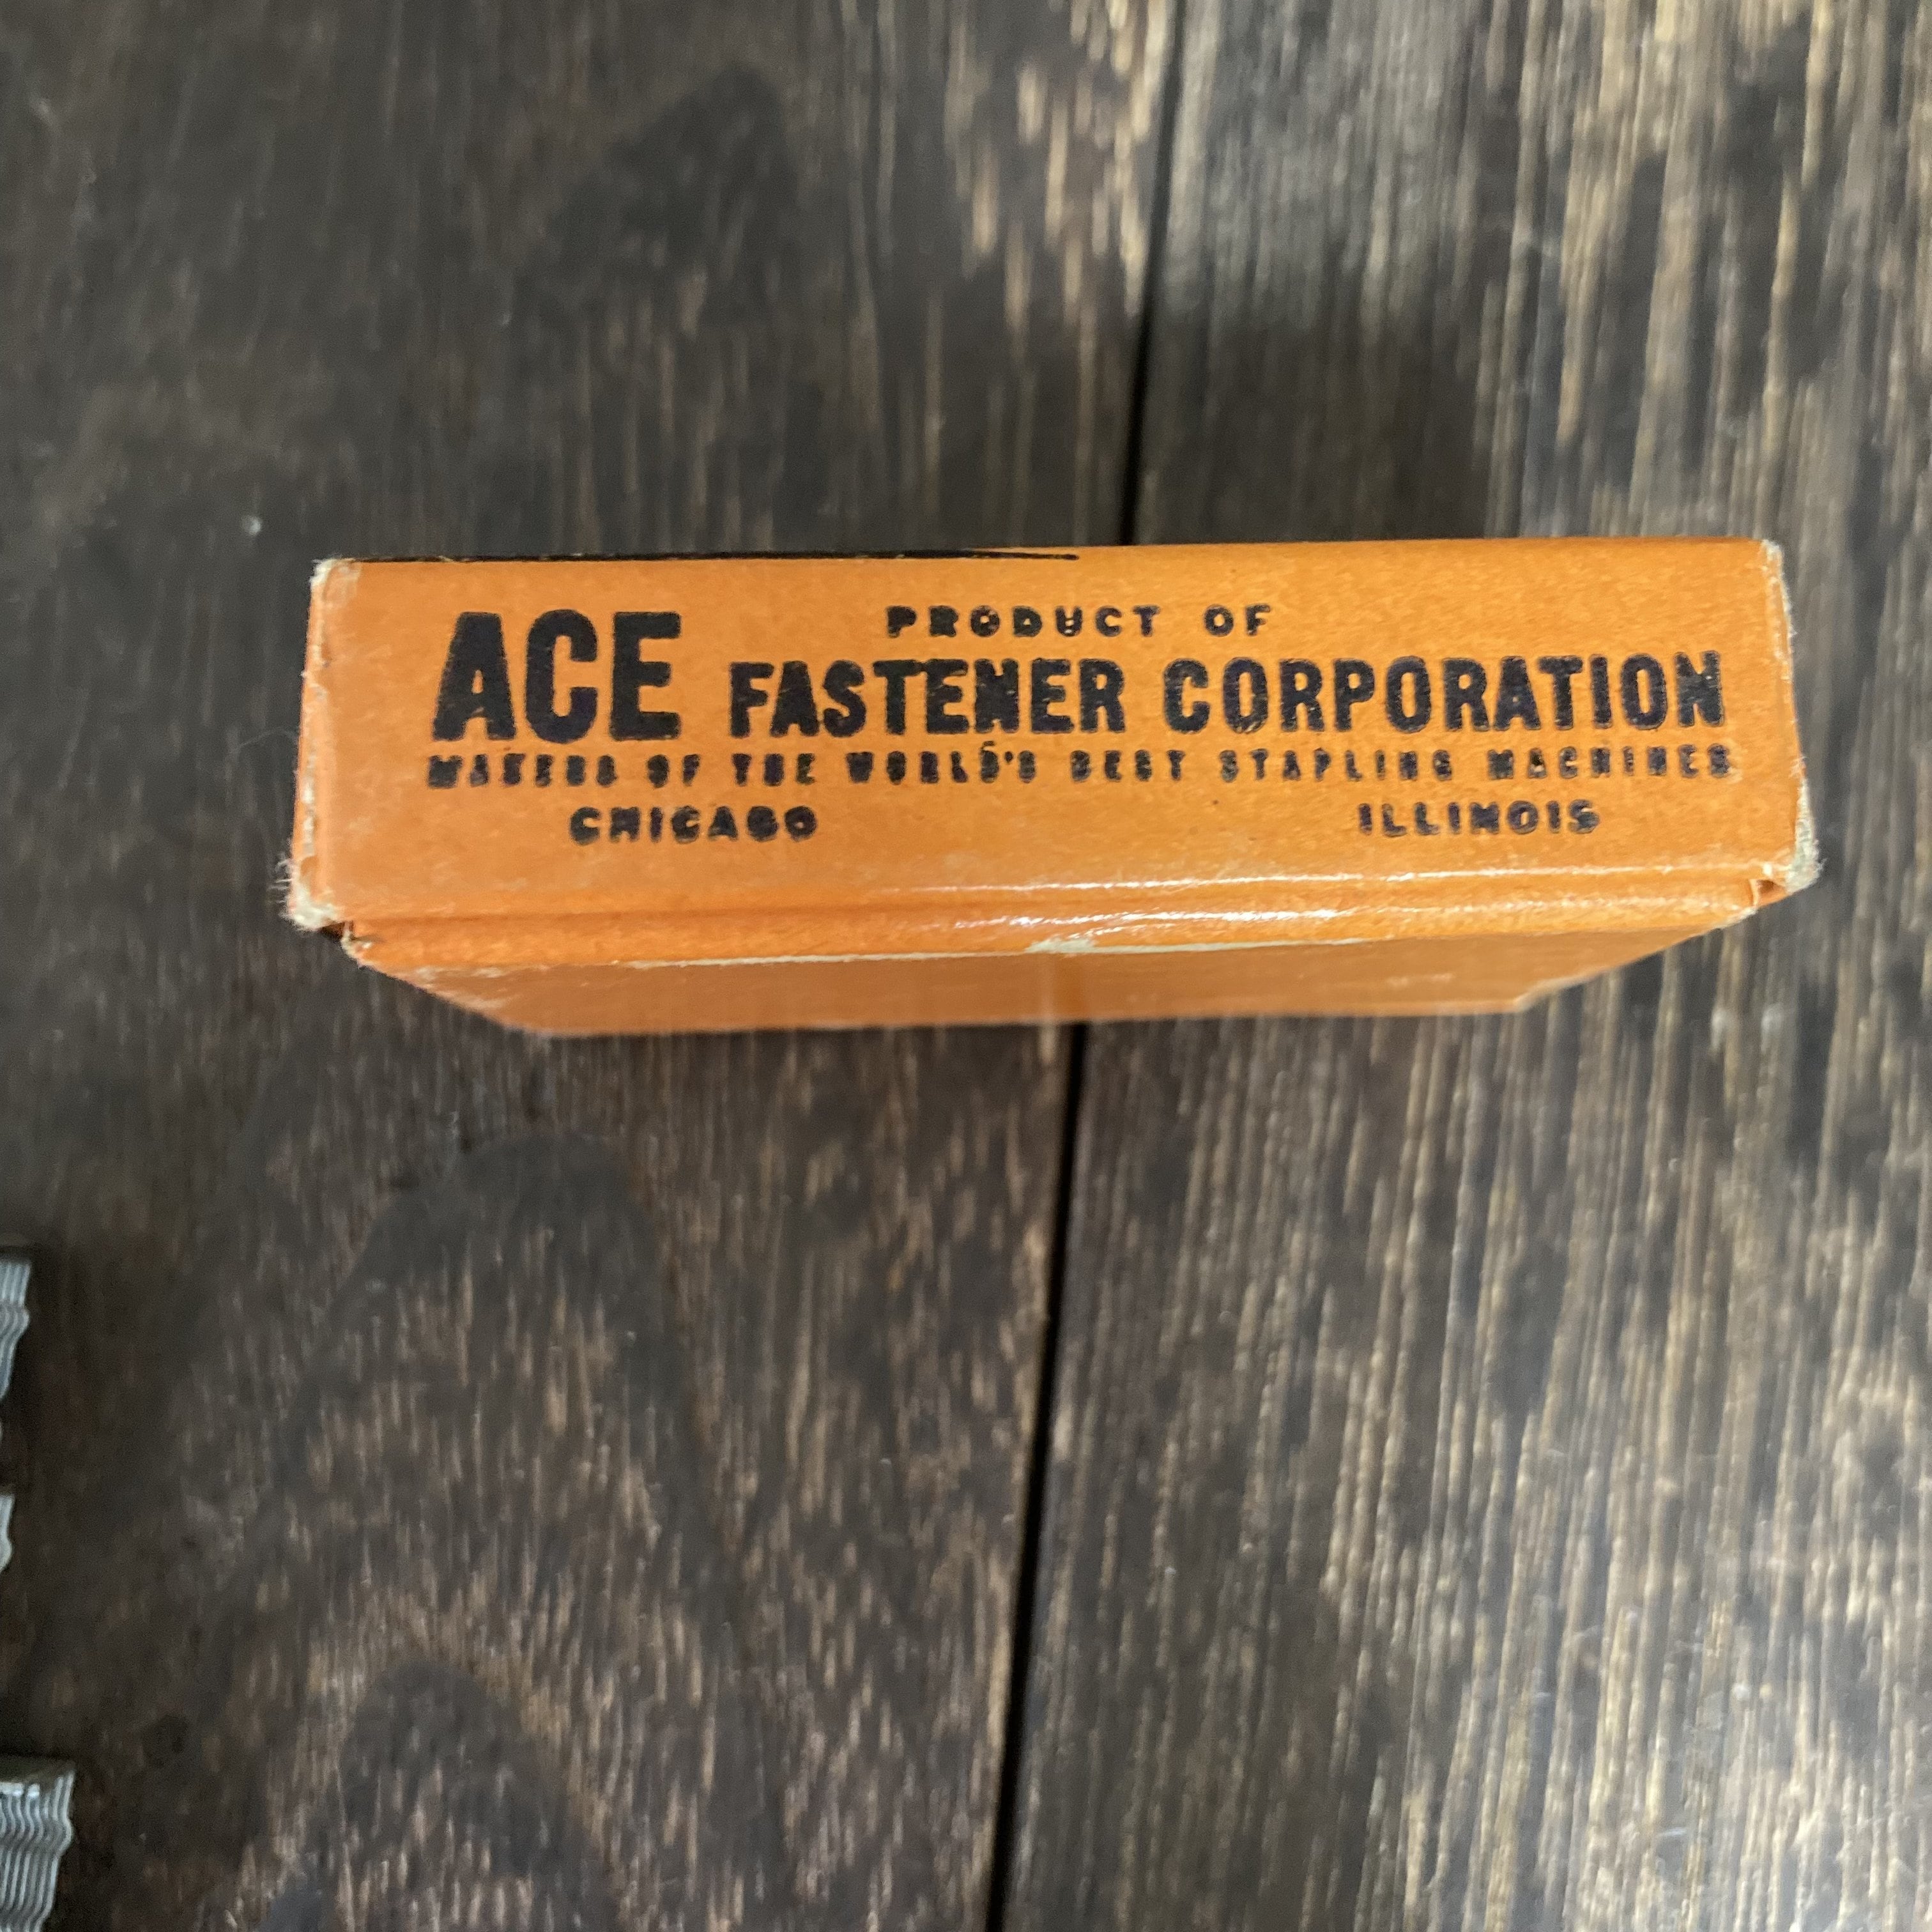 PRODUCT OF
ACE FASTENER CORPORATION
MAKERS OF THE WORLD'S BEST STAPLING MACHINES
CHICAGO ILLINOIS